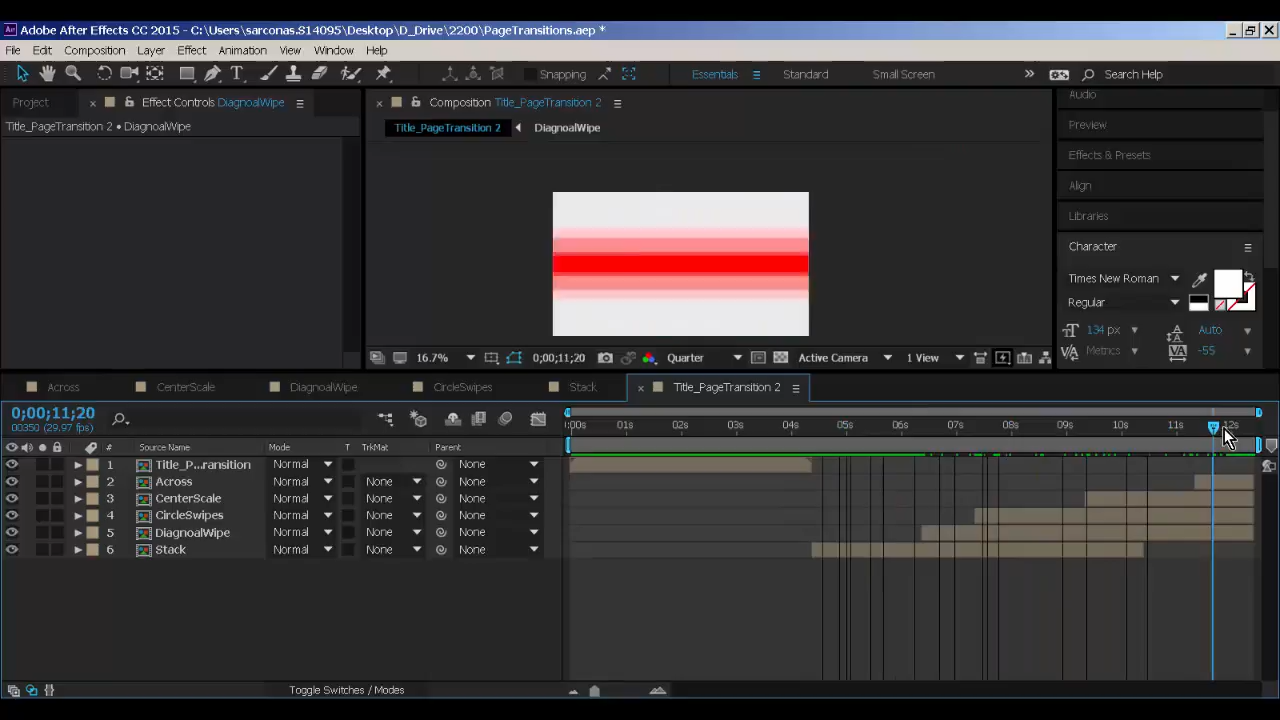 Adobe After Effects CC 2015 - C:\Users\sarconas.S14095\Desktop\D_Drive\2200\PageTransitions.aep *
File Edit Composition Layer Effect Animation View Window Help
Snapping Essentials Standard Small Screen Search Help
Project Effect Controls DiagnoalWipe Composition Title_PageTransition 2 Audio
Title_PageTransition 2 • DiagnoalWipe Title_PageTransition 2 DiagnoalWipe Preview
Effects & Presets
Align
Libraries
Character
Times New Roman
Regular
134 px Auto
Metrics -55
16.7% 0;00;11;20 Quarter Active Camera 1 View
Across CenterScale DiagnoalWipe CircleSwipes Stack Title_PageTransition 2
0;00;11;20
00350 (29.97 fps)
:00s 01s 02s 03s 04s 05s 06s 07s 08s 09s 10s 11s 12s
# Source Name Mode T TrkMat Parent
1 Title_P...ransition Normal None
2 Across Normal None None
3 CenterScale Normal None None
4 CircleSwipes Normal None None
5 DiagnoalWipe Normal None None
6 Stack Normal None None
Toggle Switches / Modes